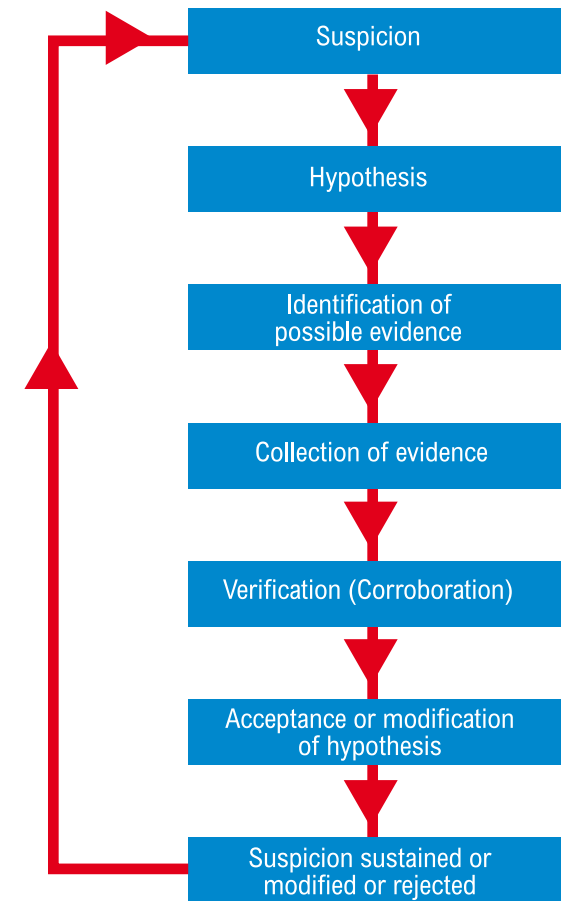 Suspicion
Hypothesis
Identification of
possible evidence
Collection of evidence
Verification (Corroboration)
Acceptance or modification
of hypothesis
Suspicion sustained or
modified or rejected